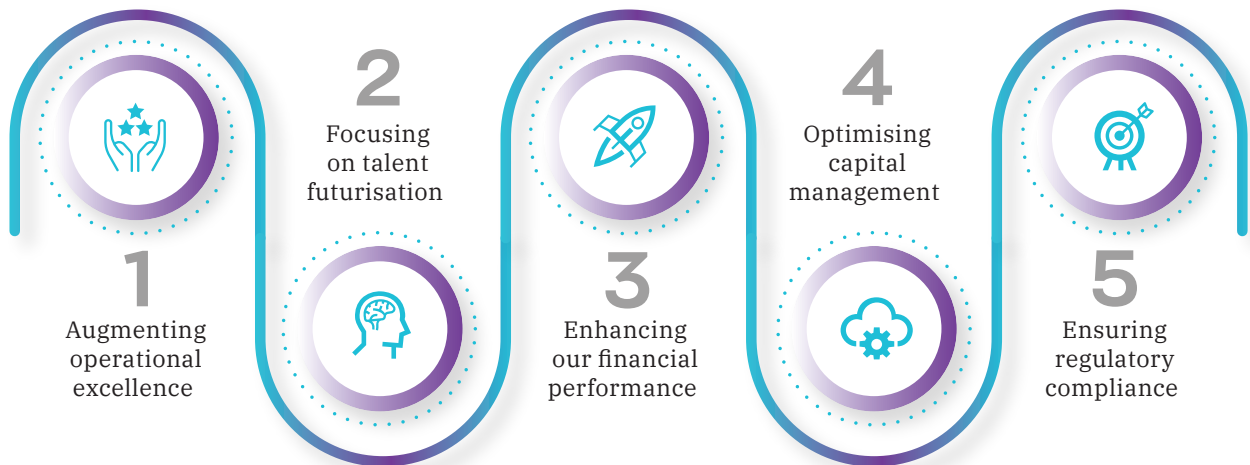 1
Augmenting
operational
excellence
2
Focusing
on talent
futurisation
3
Enhancing
our financial
performance
4
Optimising
capital
management
5
Ensuring
regulatory
compliance